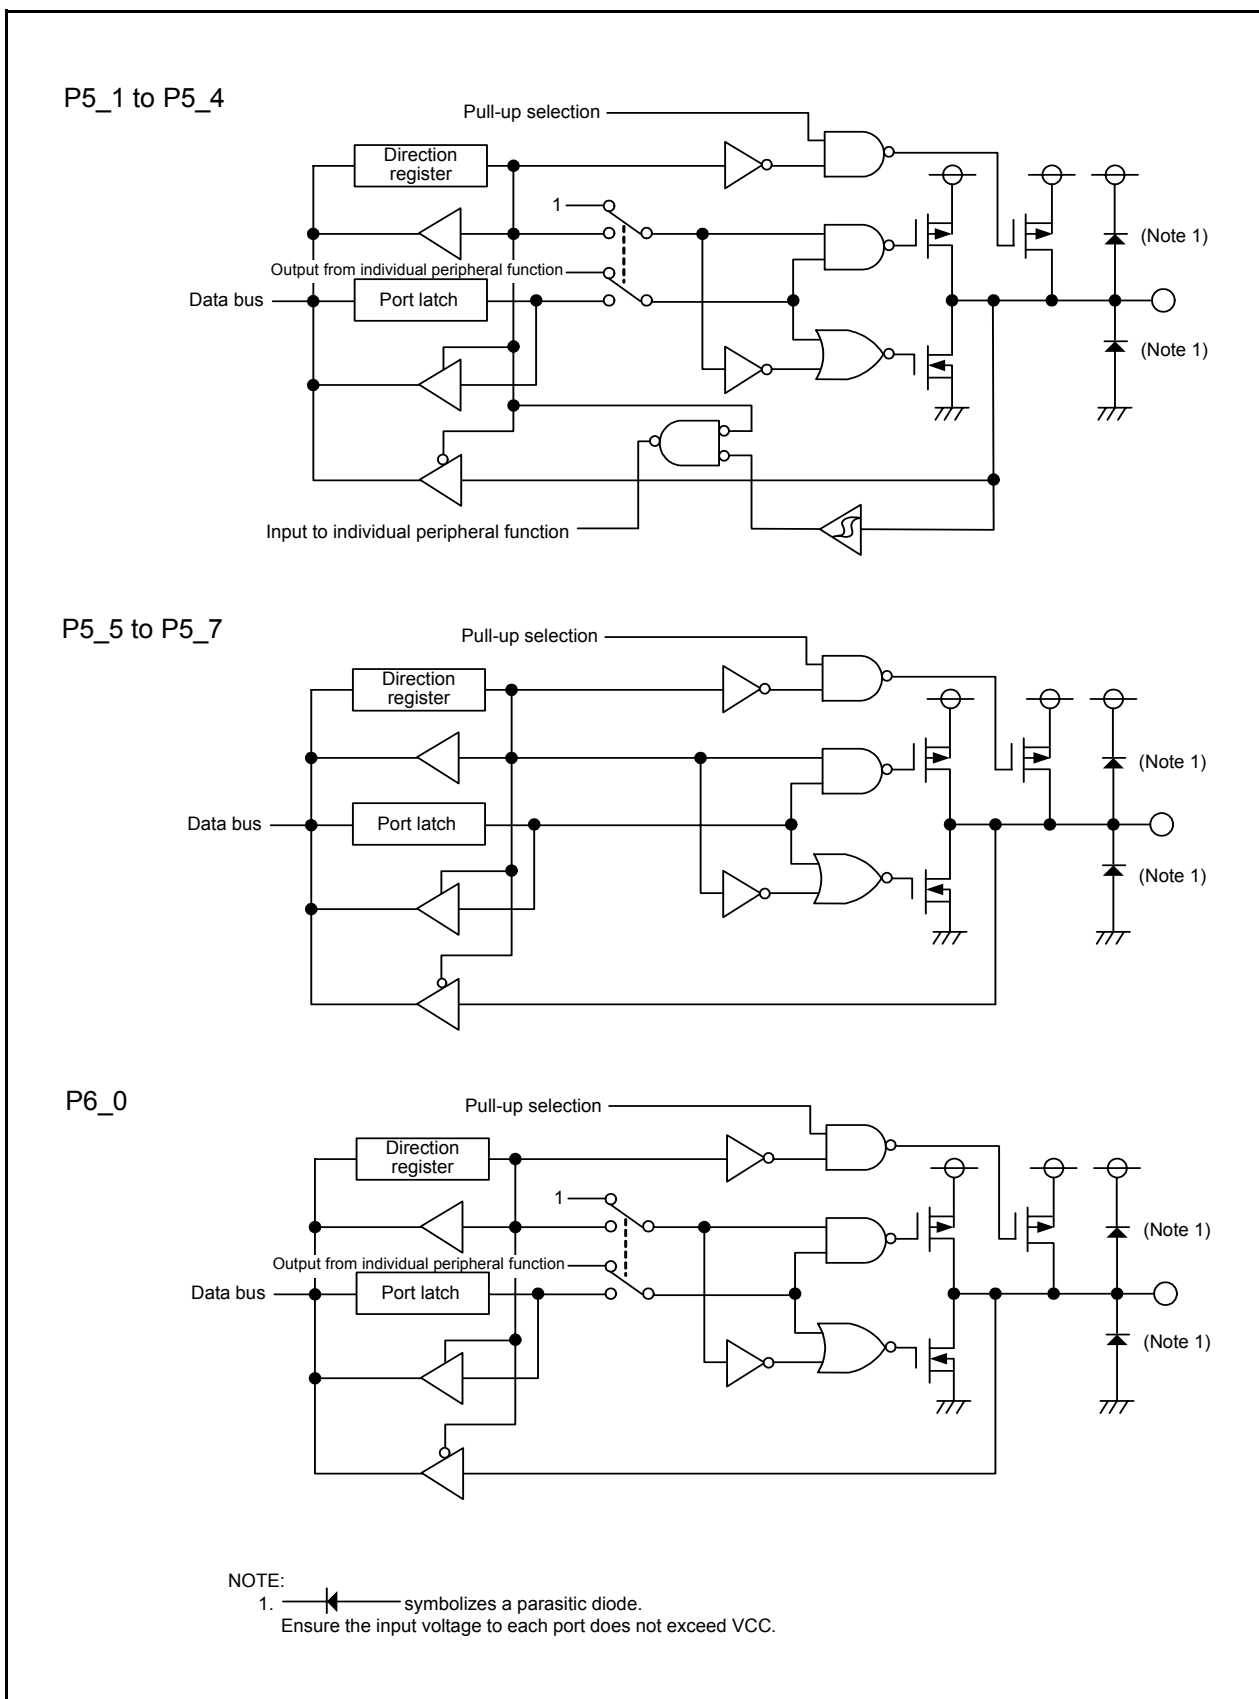 P5_1 to P5_4
Pull-up selection
Direction
register
1
(Note 1)
Output from individual peripheral function
Data bus
Port latch
(Note 1)
Input to individual peripheral function
P5_5 to P5_7
Pull-up selection
Direction
register
(Note 1)
Data bus
Port latch
(Note 1)
P6_0
Pull-up selection
Direction
register
1
(Note 1)
Output from individual peripheral function
Data bus
Port latch
(Note 1)
NOTE:
1. symbolizes a parasitic diode.
Ensure the input voltage to each port does not exceed VCC.